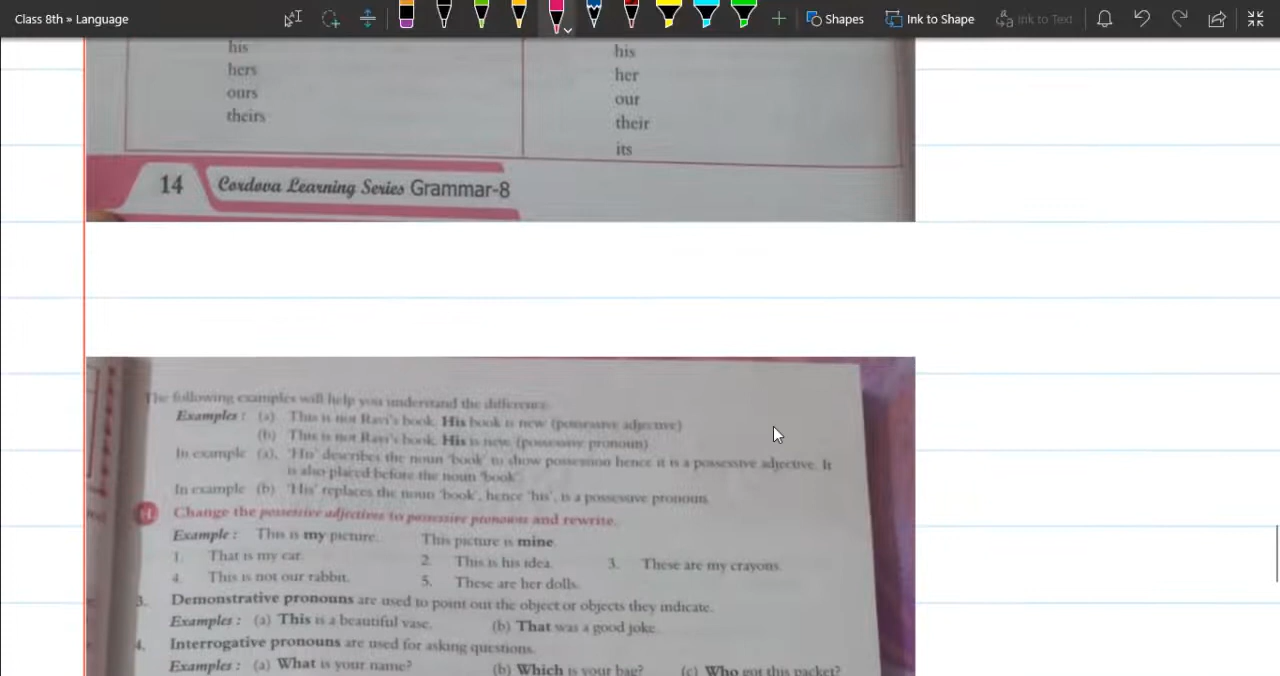 Class 8th » Language
Shapes
Ink to Shape
Ink to Text
his his
hers her
ours our
theirs their
its
14 Cordova Learning Series Grammar-8
The following examples will help you understand the difference.
Examples : (a) This is not Ravi's book. His book is new (possessive adjective)
(b) This is not Ravi's book. His is new (possessive pronoun)
In example (a), 'His' describes the noun 'book' to show possession hence it is a possessive adjective. It
is also placed before the noun 'book'
In example (b) 'His' replaces the noun 'book', hence 'his', is a possessive pronoun.
H Change the possessive adjectives to possessive pronouns and rewrite.
Example : This is my picture. This picture is mine.
1. That is my car. 2. This is his idea. 3. These are my crayons.
4. This is not our rabbit. 5. These are her dolls.
3. Demonstrative pronouns are used to point out the object or objects they indicate.
Examples : (a) This is a beautiful vase. (b) That was a good joke.
4. Interrogative pronouns are used for asking questions.
Examples : (a) What is your name? (b) Which is your bag? (c) Who got this packet?